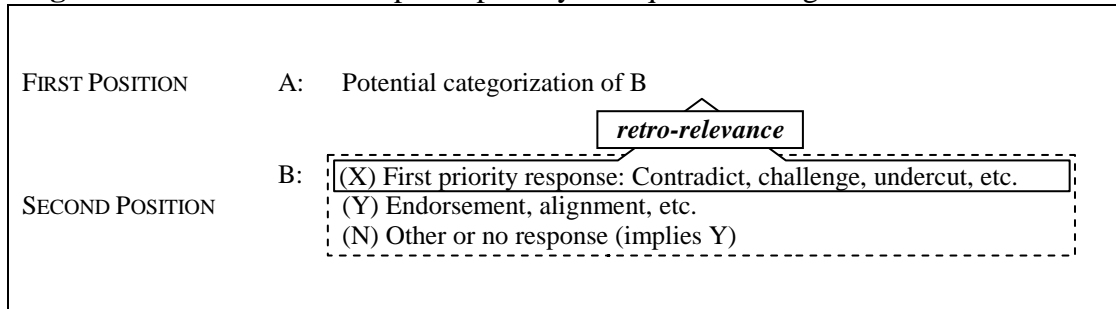 FIRST POSITION A: Potential categorization of B
retro-relevance
B: (X) First priority response: Contradict, challenge, undercut, etc.
SECOND POSITION (Y) Endorsement, alignment, etc.
(N) Other or no response (implies Y)